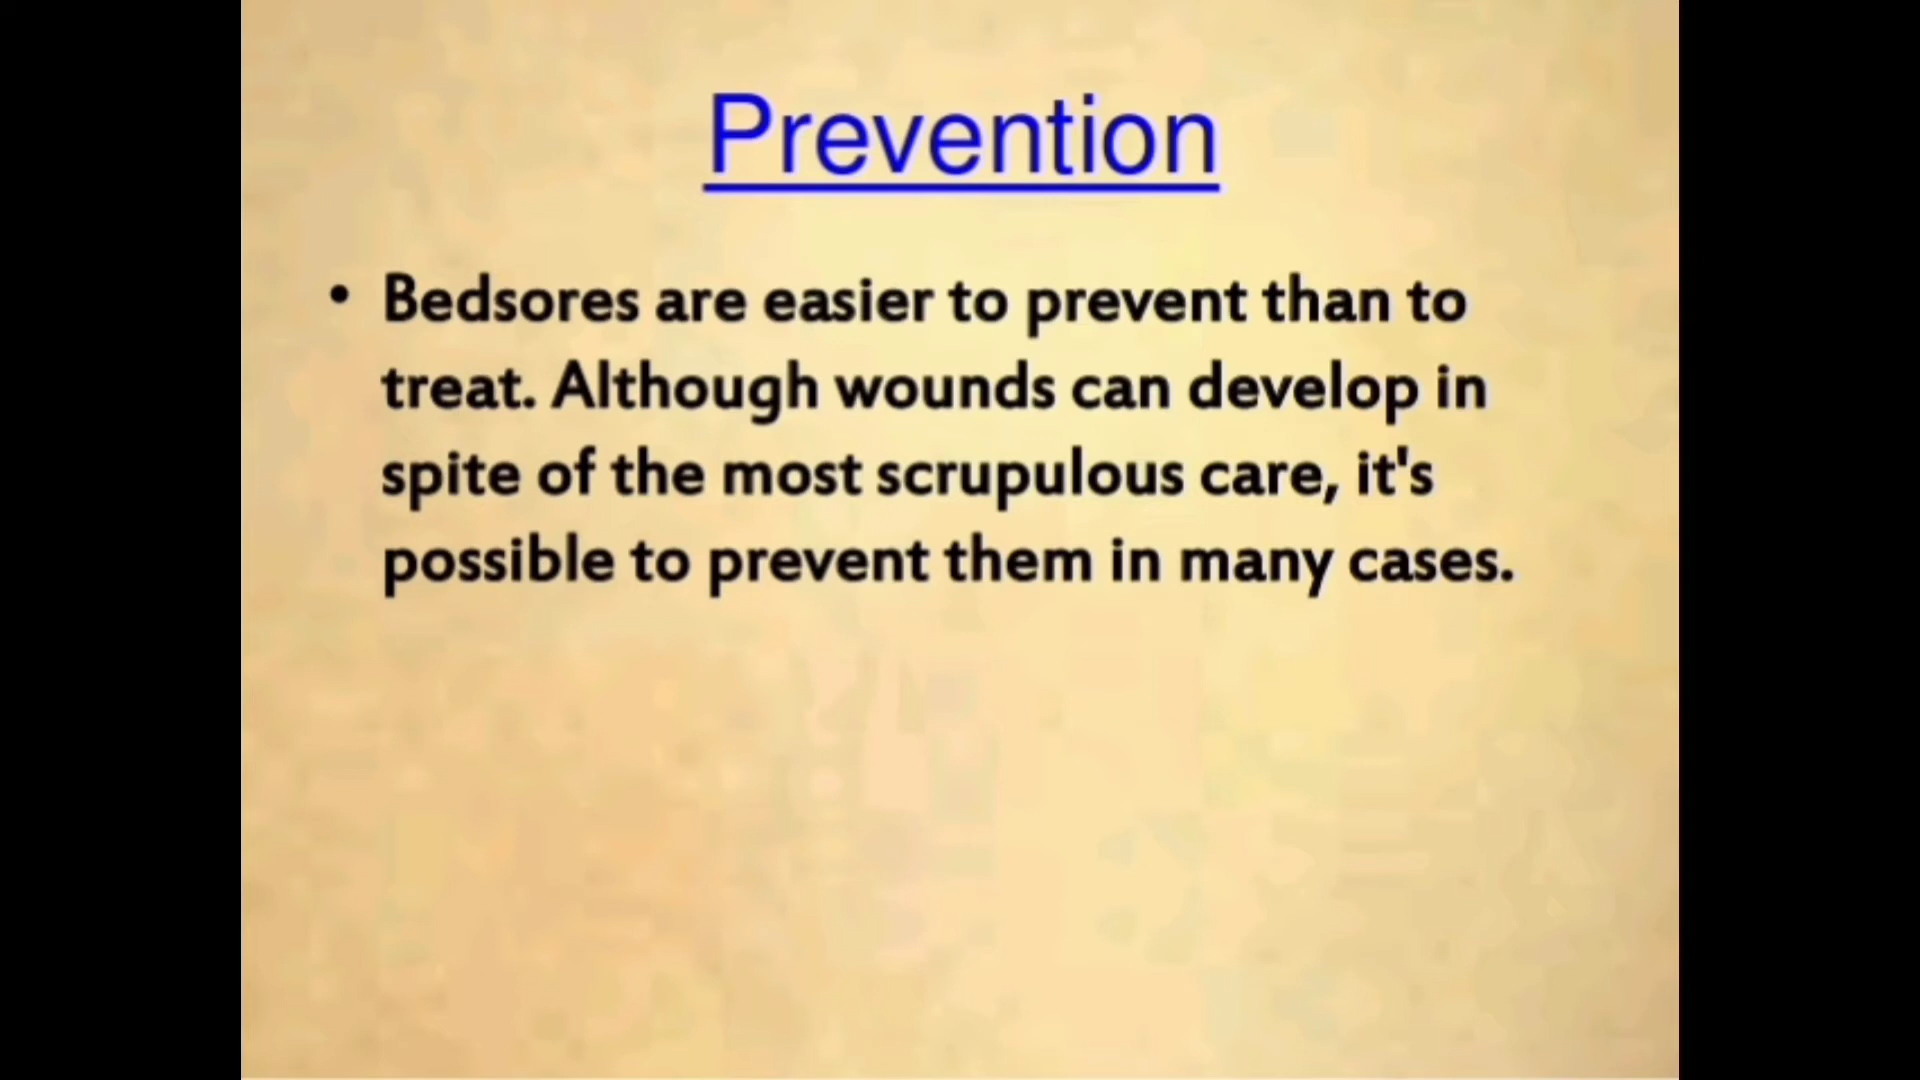 Prevention
• Bedsores are easier to prevent than to
treat. Although wounds can develop in
spite of the most scrupulous care, it's
possible to prevent them in many cases.